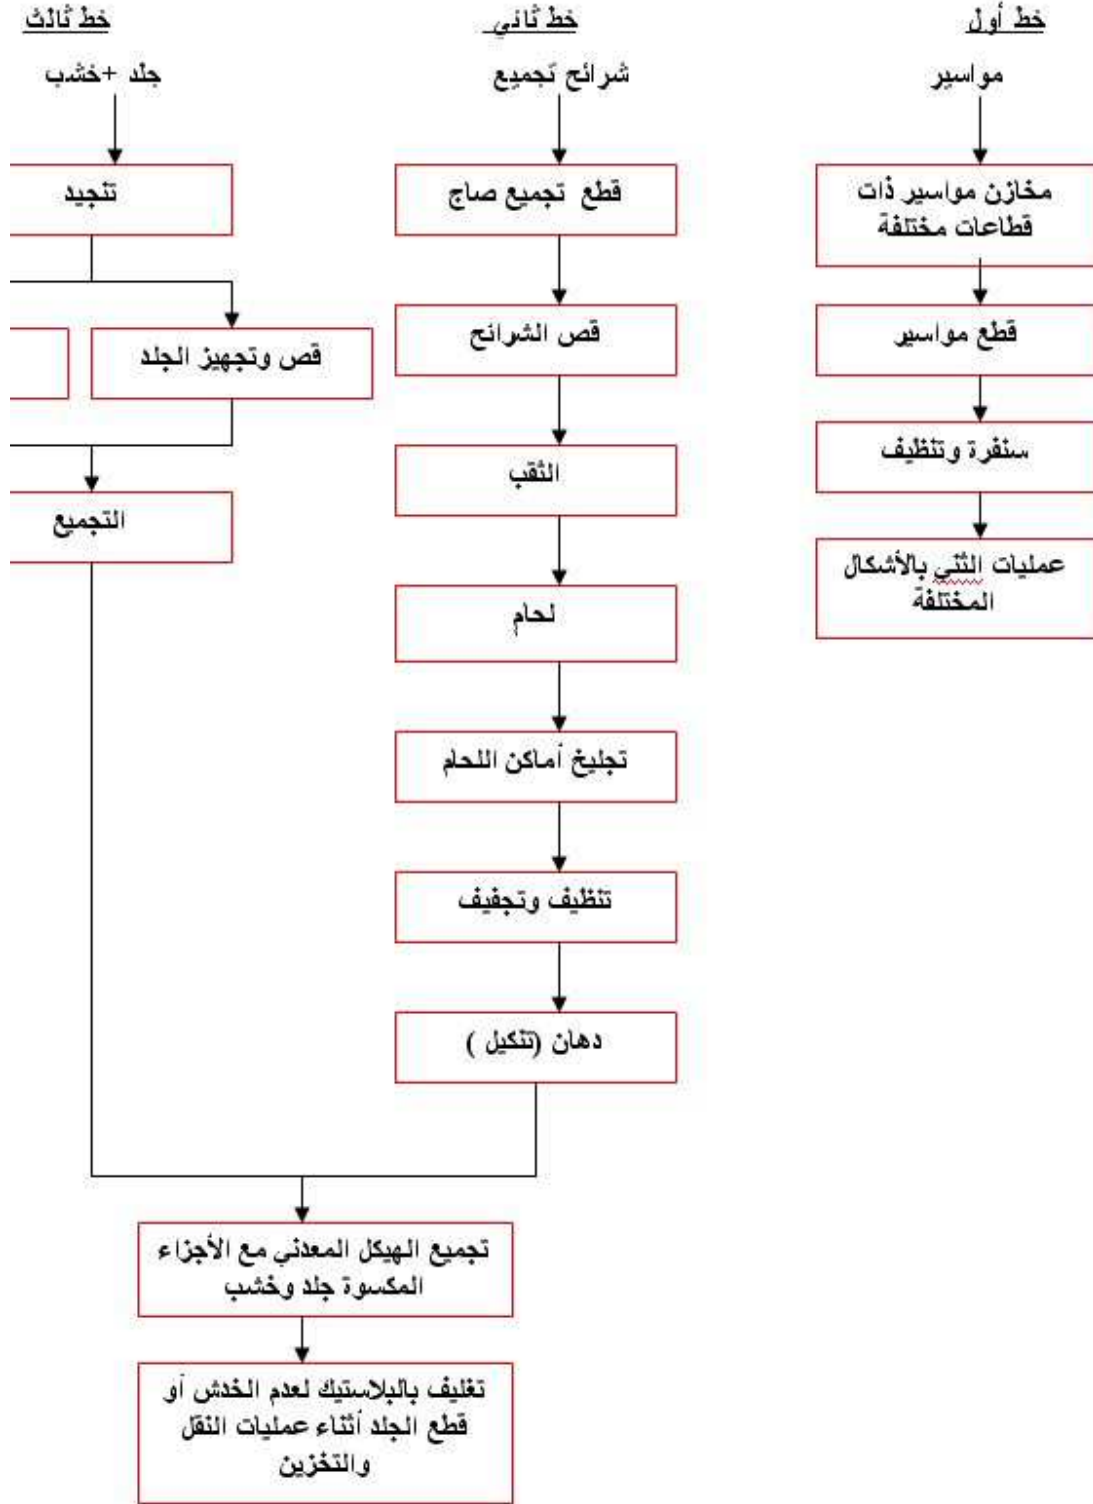 خط أول
مواسير
مخازن مواسير ذات
قطاعات مختلفة
قطع مواسير
سنفرة وتنظيف
عمليات الثني بالأشكال
المختلفة
خط ثاني
شرائح تجميع
قطع تجميع صاج
قص الشرائح
الثقب
لحام
تجليخ أماكن اللحام
تنظيف وتجفيف
دهان (تنكيل )
خط ثالث
جلد +خشب
تنجيد
قص وتجهيز الجلد
التجميع
تجميع الهيكل المعدني مع الأجزاء
المكسوة جلد وخشب
تغليف بالبلاستيك لعدم الخدش أو
قطع الجلد أثناء عمليات النقل
والتخزين